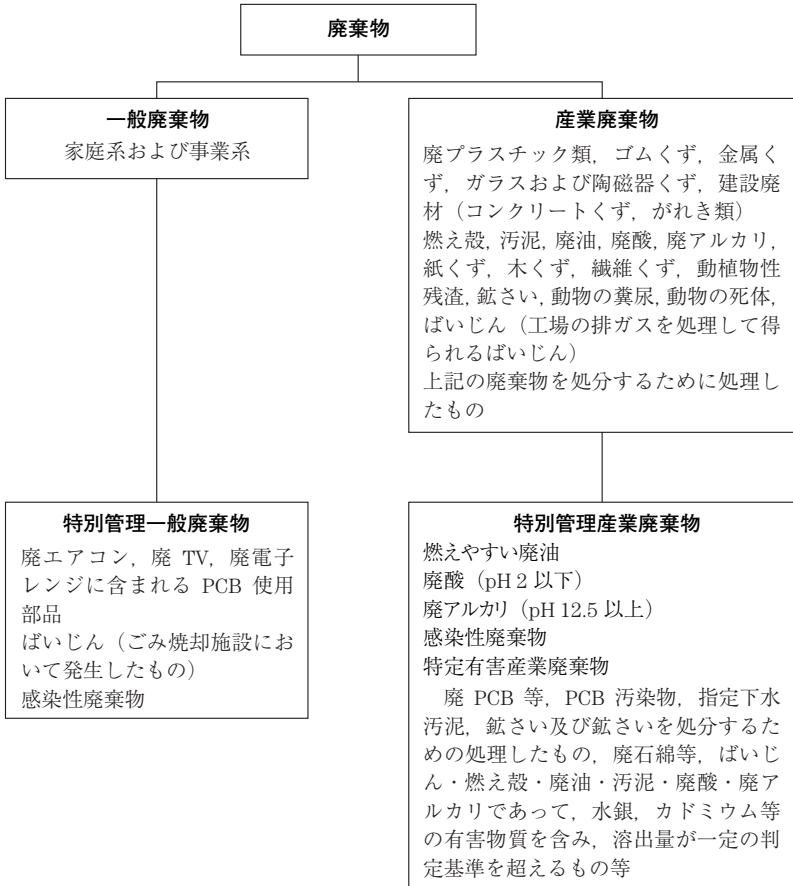 廃棄物
一般廃棄物
家庭系および事業系
産業廃棄物
廃プラスチック類，ゴムくず，金属く
ず，ガラスおよび陶磁器くず，建設廃
材（コンクリートくず，がれき類）
燃え殻，汚泥，廃油，廃酸，廃アルカリ，
紙くず，木くず，繊維くず，動植物性
残渣，鉱さい，動物の糞尿，動物の死体，
ばいじん（工場の排ガスを処理して得
られるばいじん）
上記の廃棄物を処分するために処理し
たもの
特別管理一般廃棄物
廃エアコン，廃 TV，廃電子
レンジに含まれる PCB 使用
部品
ばいじん（ごみ焼却施設にお
いて発生したもの）
感染性廃棄物
特別管理産業廃棄物
燃えやすい廃油
廃酸（pH 2 以下）
廃アルカリ（pH 12.5 以上）
感染性廃棄物
特定有害産業廃棄物
廃 PCB 等，PCB 汚染物，指定下水
汚泥，鉱さい及び鉱さいを処分するた
めの処理したもの，廃石綿等，ばいじ
ん・燃え殻・廃油・汚泥・廃酸・廃ア
ルカリであって，水銀，カドミウム等
の有害物質を含み，溶出量が一定の判
定基準を超えるもの等